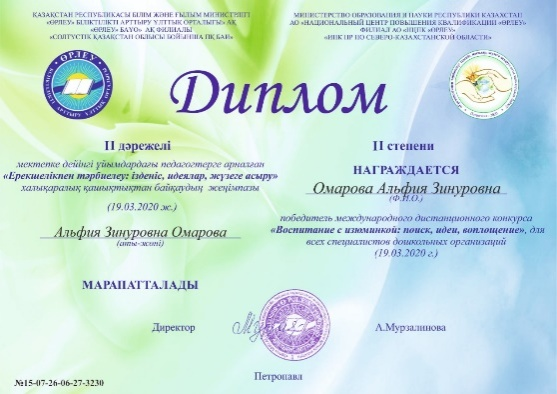 ҚАЗАҚСТАН РЕСПУБЛИКАСЫ БІЛІМ ЖӘНЕ ҒЫЛЫМ МИНИСТРЛІГІ
«ӨРЛЕУ» БІЛІКТІЛІКТІ АРТТЫРУ ҰЛТТЫҚ ОРТАЛЫҒЫ» АҚ
«ӨРЛЕУ» БАҰО» АҚ ФИЛИАЛЫ
«СОЛТҮСТІК ҚАЗАҚСТАН ОБЛЫСЫ БОЙЫНША ПҚ БАИ»
МИНИСТЕРСТВО ОБРАЗОВАНИЯ И НАУКИ РЕСПУБЛИКИ КАЗАХСТАН
АО «НАЦИОНАЛЬНЫЙ ЦЕНТР ПОВЫШЕНИЯ КВАЛИФИКАЦИИ «ӨРЛЕУ»
ФИЛИАЛ АО «НЦПК «ӨРЛЕУ»
«ИПК ПР ПО СЕВЕРО-КАЗАХСТАНСКОЙ ОБЛАСТИ»
ӨРЛЕУ
Диплом
ІІ дәрежелі
мектепке дейінгі ұйымдардағы педагогтерге арналған
«Ерекшелікпен тәрбиелеу: ізденіс, идеялар, жүзеге асыру»
халықаралық қашықтықтан байқаудың жеңімпазы
(19.03.2020 ж.)
Альфия Зинуровна Омарова
(аты-жөні)
МАРАПАТТАЛАДЫ
ІІ степени
НАГРАЖДАЕТСЯ
Омарова Альфия Зинуровна
(Ф.И.О.)
победитель международного дистанционного конкурса
«Воспитание с изюминкой: поиск, идеи, воплощение», для
всех специалистов дошкольных организаций
(19.03.2020 г.)
Директор
А.Мурзалинова
Петропавл
№15-07-26-06-27-3230